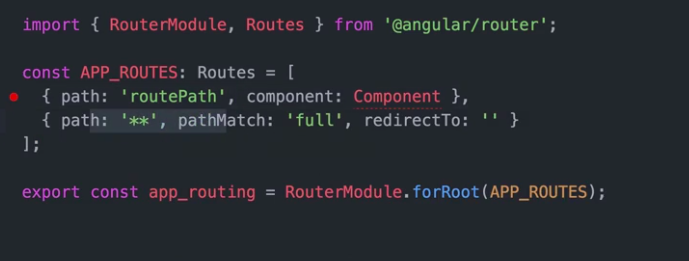 import { RouterModule, Routes } from '@angular/router';
const APP_ROUTES: Routes = [
{ path: 'routePath', component: Component },
{ path: '**', pathMatch: 'full', redirectTo: '' }
];
export const app_routing = RouterModule.forRoot(APP_ROUTES);